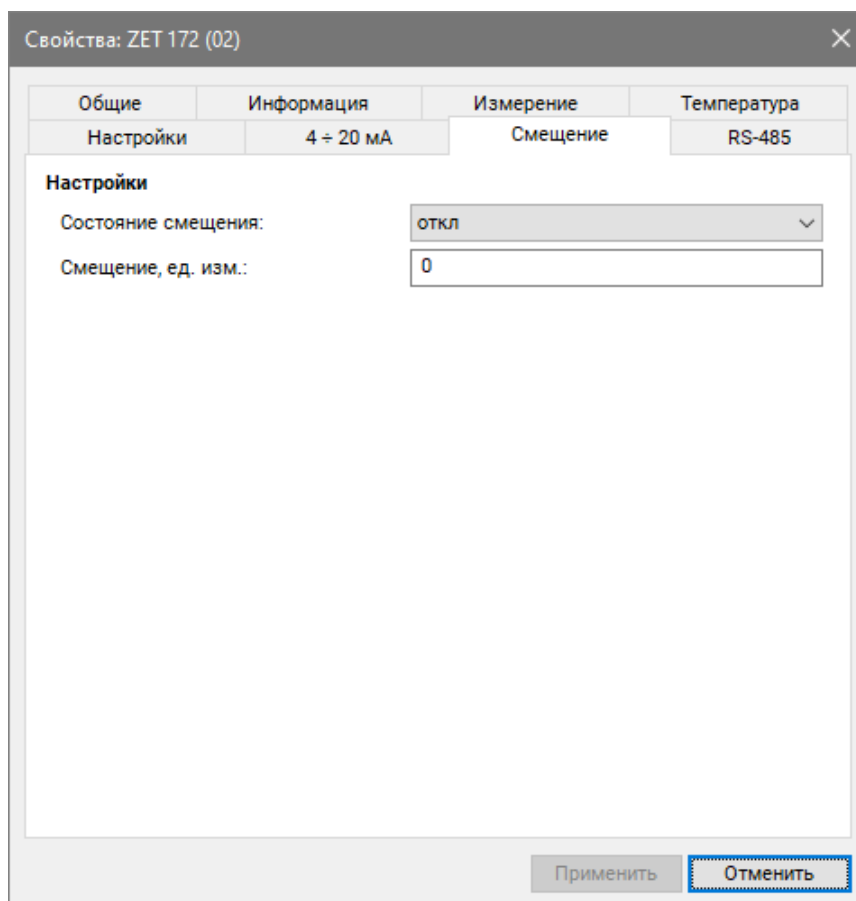 Свойства: ZET 172 (02)
Общие Информация Измерение Температура
Настройки 4 ÷ 20 мА Смещение RS-485
Настройки
Состояние смещения: откл
Смещение, ед. изм.: 0
Применить Отменить